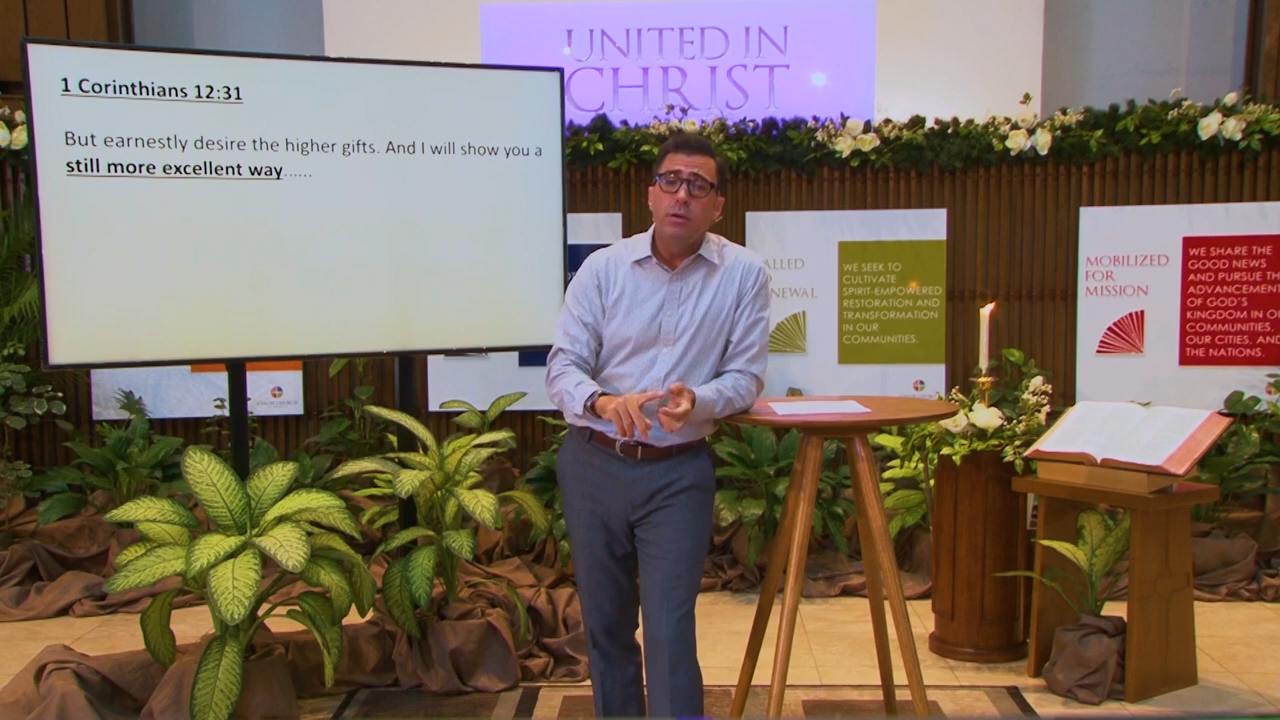 1 Corinthians 12:31
But earnestly desire the higher gifts. And I will show you a
still more excellent way......
UNITED IN
CHRIST
WE SEEK TO
CULTIVATE
SPIRIT-EMPOWERED
RESTORATION AND
TRANSFORMATION
IN OUR
COMMUNITIES.
MOBILIZED
FOR
MISSION
WE SHARE THE
GOOD NEWS
AND PURSUE
ADVANCEMENT
OF GOD'S
KINGDOM IN
COMMUNITIES,
OUR CITIES, AND
THE NATIONS.